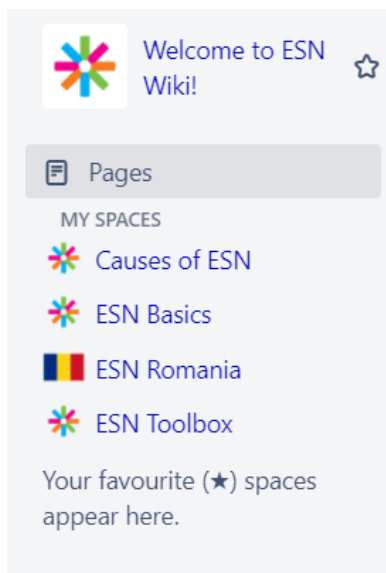 Welcome to ESN
Wiki!
Pages
MY SPACES
Causes of ESN
ESN Basics
ESN Romania
ESN Toolbox
Your favourite (★) spaces
appear here.